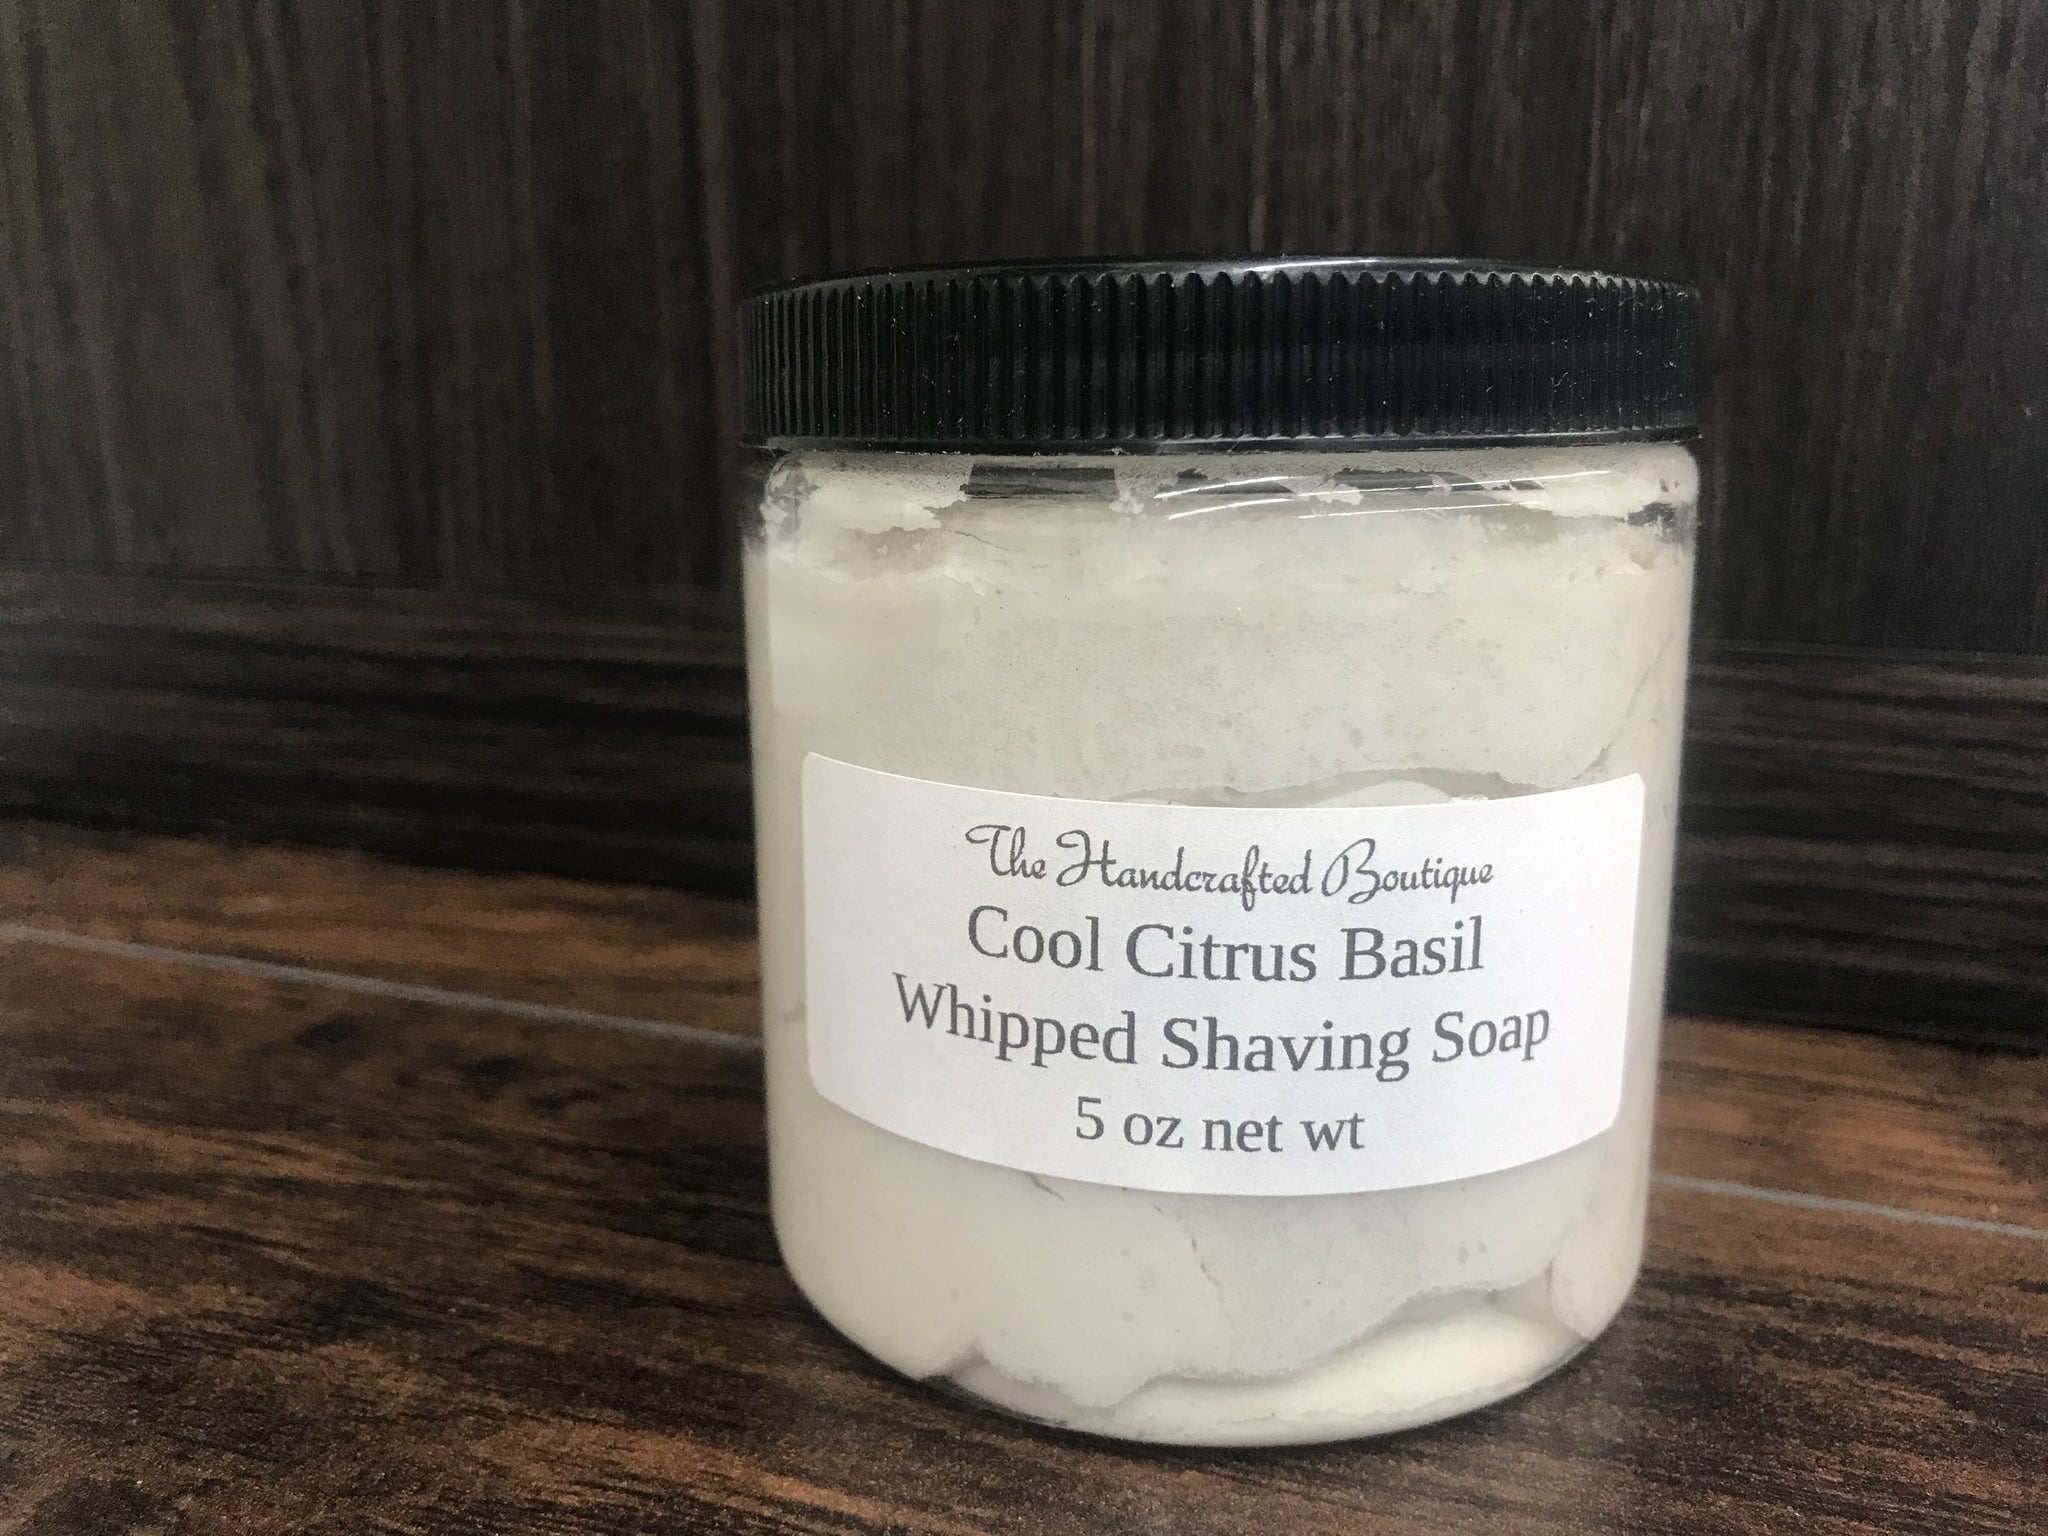 The Handcrafted Boutique
Cool Citrus Basil
Whipped Shaving Soap
5 oz net wt